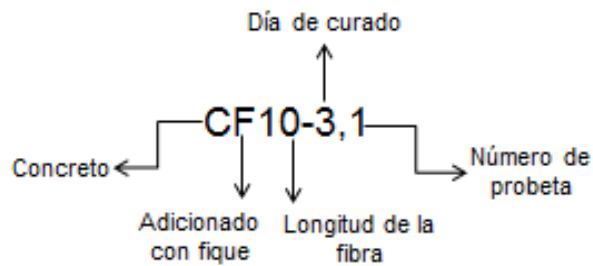 Día de curado
CF10-3,1
Concreto
Número de
probeta
Adicionado
con fique
Longitud de la
fibra